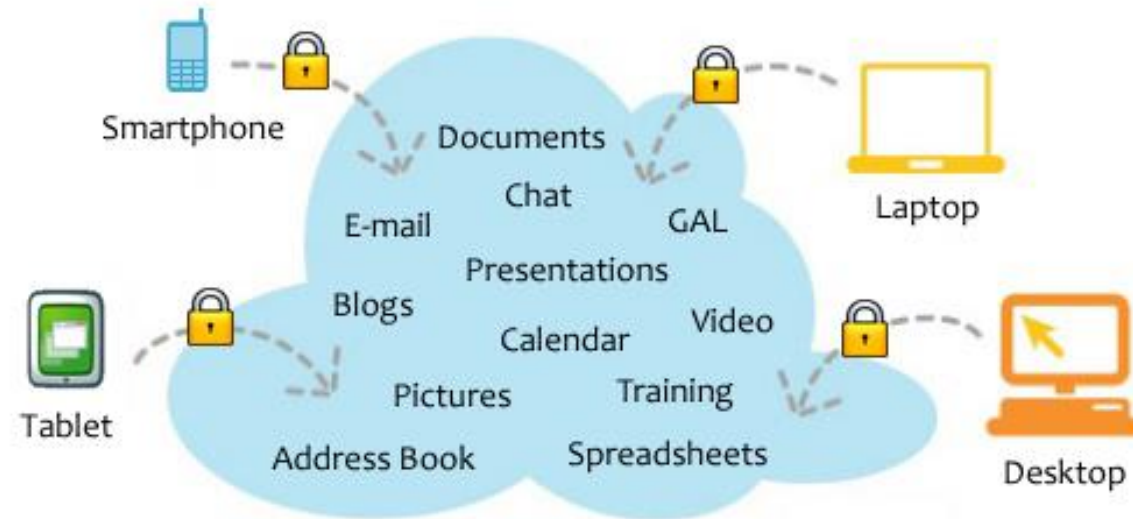 Smartphone
Documents
Chat
E-mail
GAL
Laptop
Presentations
Blogs
Video
Calendar
Tablet
Pictures
Training
Address Book
Spreadsheets
Desktop